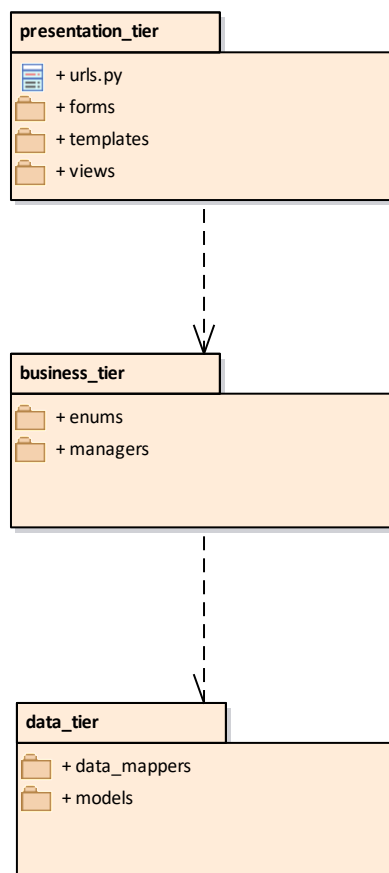 presentation_tier
+ urls.py
+ forms
+ templates
+ views
business_tier
+ enums
+ managers
data_tier
+ data_mappers
+ models